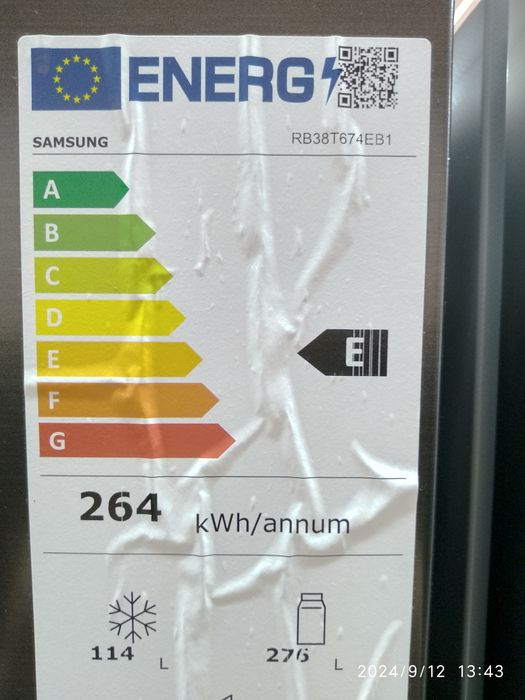 ENERG
SAMSUNG RB38T674EB1
A
B
C
D
E
E
F
G
264 kWh/annum
114 L 276 L
2024/9/12 13:43